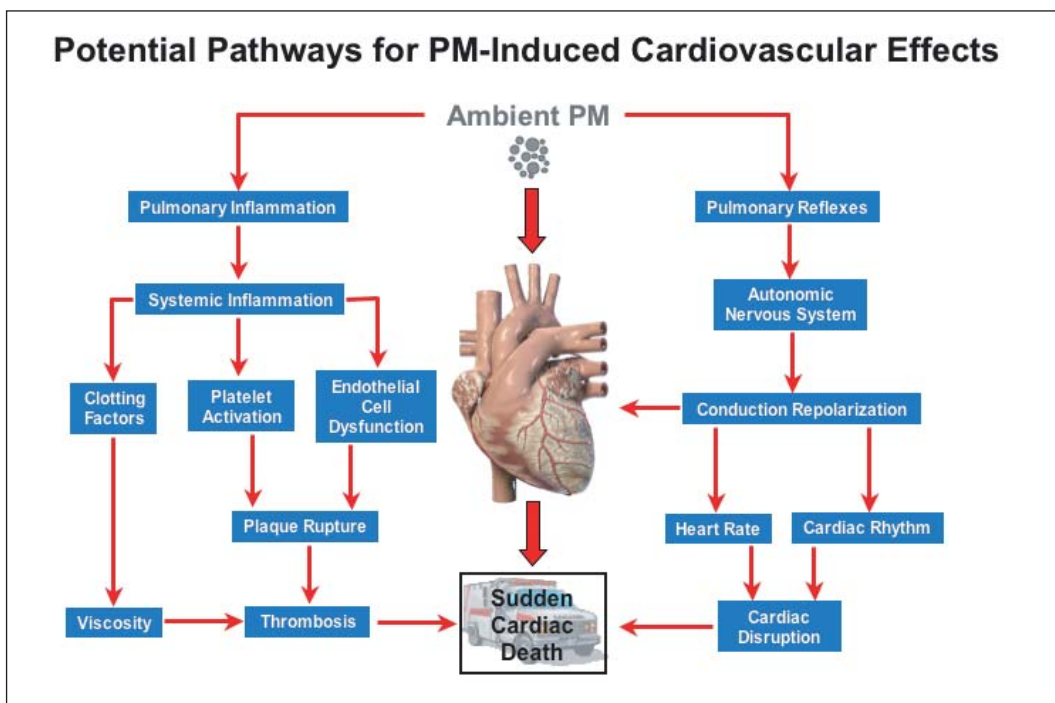 Potential Pathways for PM-Induced Cardiovascular Effects
Ambient PM
Pulmonary Inflammation
Pulmonary Reflexes
Systemic Inflammation
Autonomic
Nervous System
Clotting
Factors
Platelet
Activation
Endothelial
Cell
Dysfunction
Conduction Repolarization
Plaque Rupture
Heart Rate
Cardiac Rhythm
Viscosity
Thrombosis
Sudden
Cardiac
Death
Cardiac
Disruption